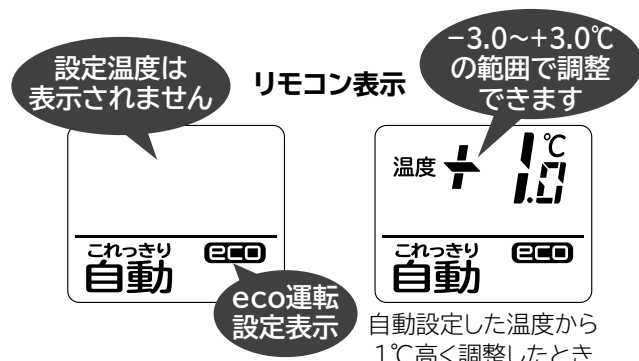 設定温度は
表示されません
リモコン表示
−3.0〜+3.0℃
の範囲で調整
できます
これっきり
自動
eco
eco運転
設定表示
温度 + 1.0 ℃
これっきり
自動
eco
自動設定した温度から
1℃高く調整したとき